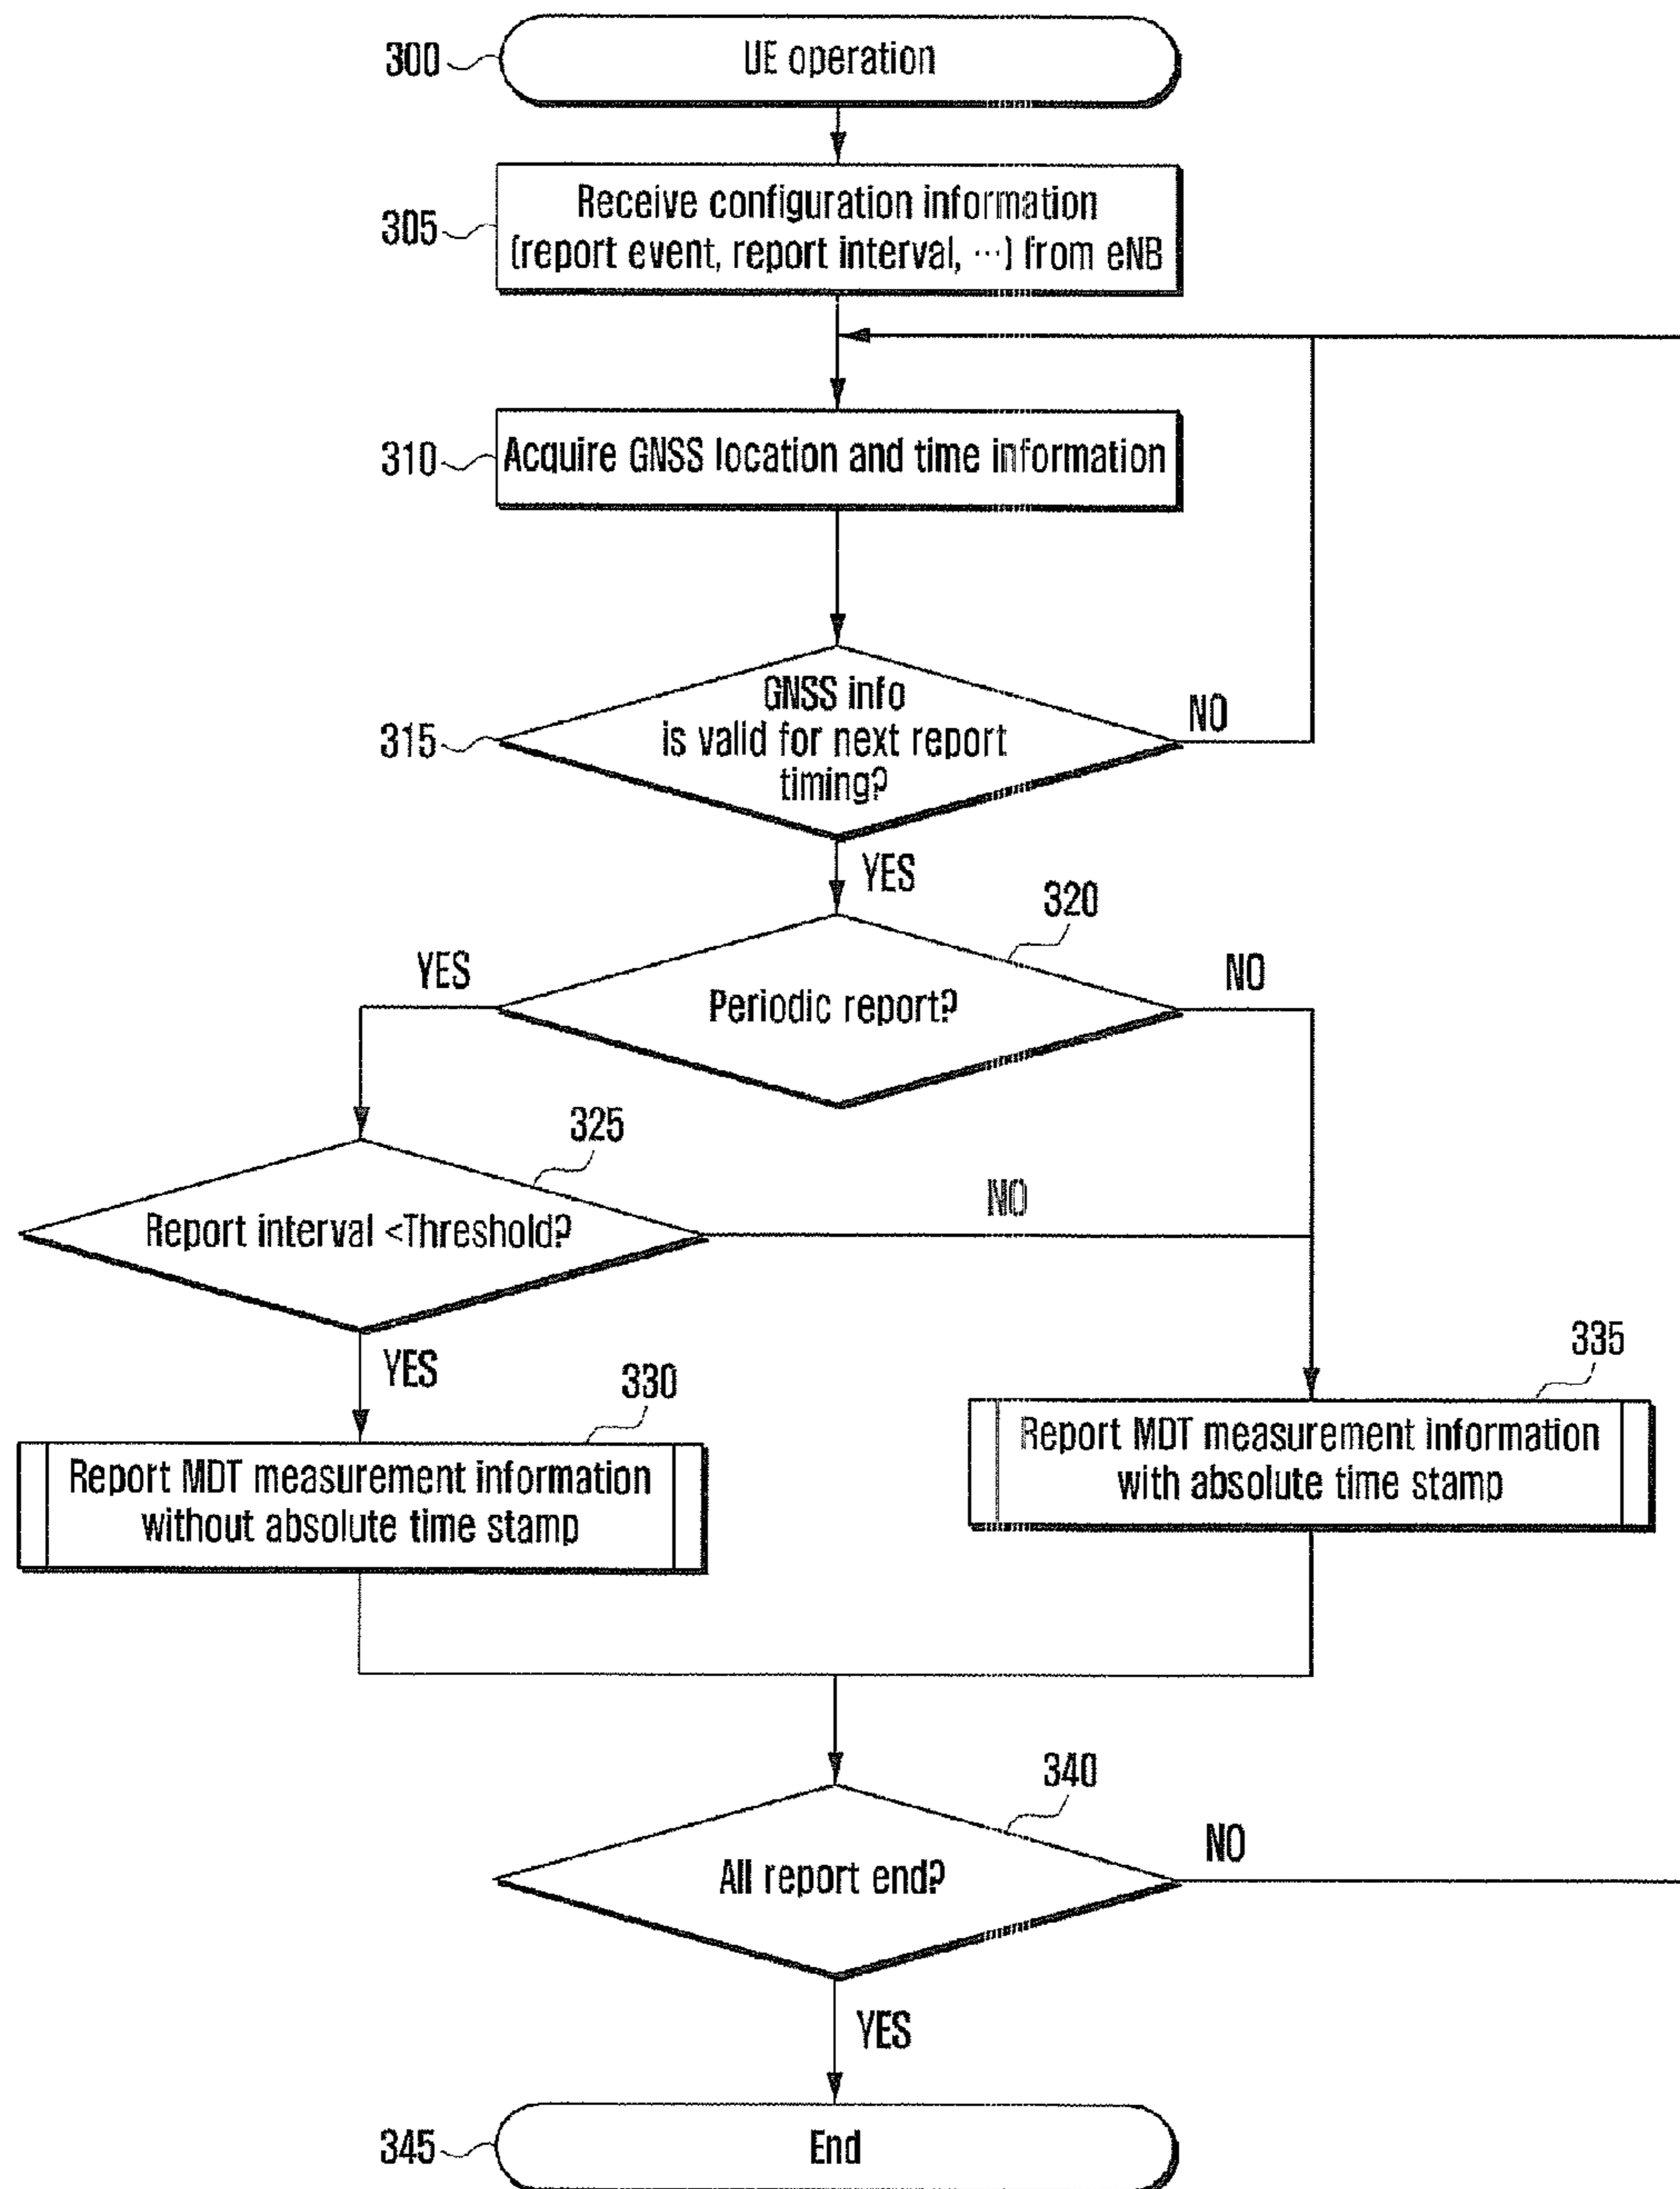 300
UE operation
305
Receive configuration information
(report event, report interval, ···) from eNB
310
Acquire GNSS location and time information
315
GNSS info
is valid for next report
timing?
NO
YES
320
YES
Periodic report?
NO
325
Report interval <Threshold?
NO
YES
330
Report MDT measurement information
without absolute time stamp
335
Report MDT measurement information
with absolute time stamp
340
All report end?
NO
YES
345
End